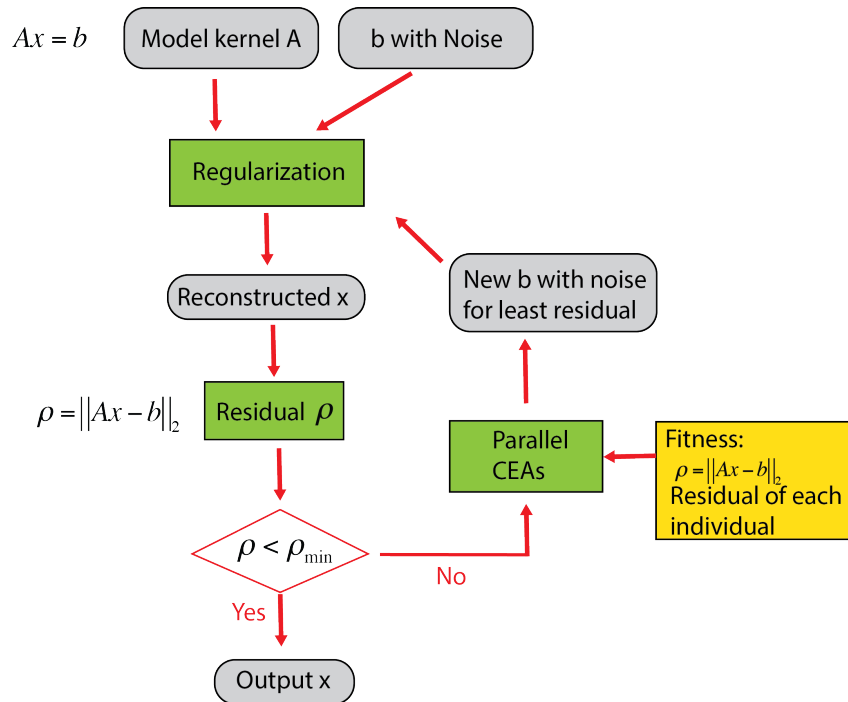 Ax = b
Model kernel A
b with Noise
Regularization
Reconstructed x
New b with noise
for least residual
ρ = ||Ax − b||₂
Residual ρ
Parallel
CEAs
Fitness:
ρ = ||Ax − b||₂
Residual of each
individual
ρ < ρmin
No
Yes
Output x